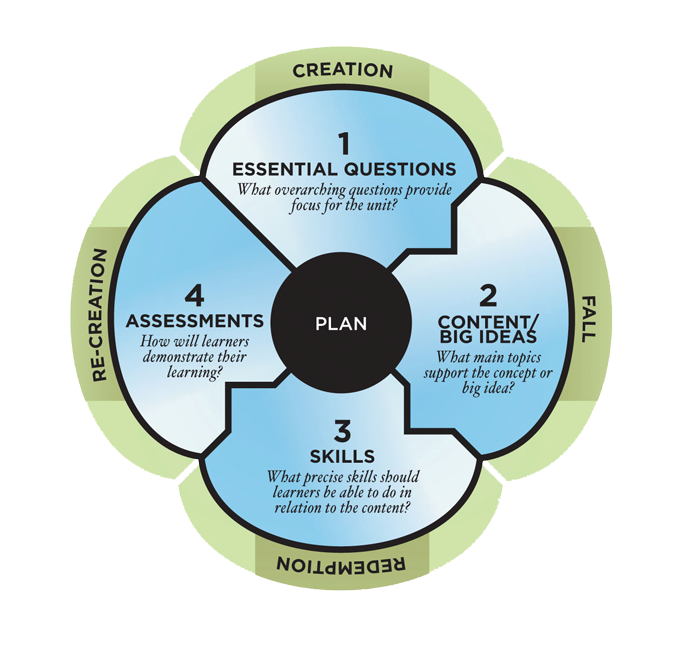 CREATION
1
ESSENTIAL QUESTIONS
What overarching questions provide
focus for the unit?
FALL
2
CONTENT/
BIG IDEAS
What main topics
support the concept or
big idea?
REDEMPTION
3
SKILLS
What precise skills should
learners be able to do in
relation to the content?
RE-CREATION
4
ASSESSMENTS
How will learners
demonstrate their
learning?
PLAN